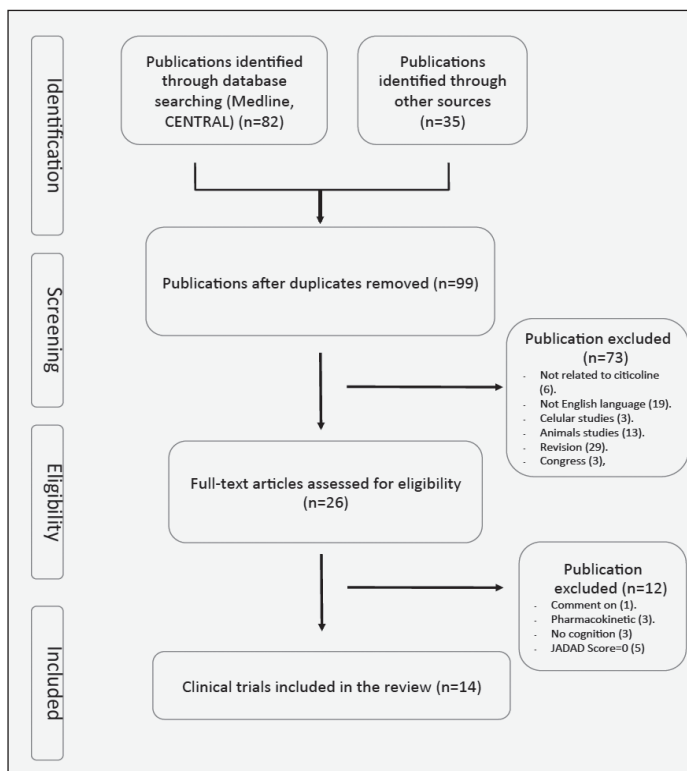 Identification
Publications identified
through database
searching (Medline,
CENTRAL) (n=82)
Publications
identified through
other sources
(n=35)
Publications after duplicates removed (n=99)
Screening
Publication excluded
(n=73)
- Not related to citicoline
(6).
- Not English language (19).
- Celular studies (3).
- Animals studies (13).
- Revision (29).
- Congress (3),
Eligibility
Full-text articles assessed for eligibility
(n=26)
Publication
excluded (n=12)
- Comment on (1).
- Pharmacokinetic (3).
- No cognition (3)
- JADAD Score=0 (5)
Included
Clinical trials included in the review (n=14)